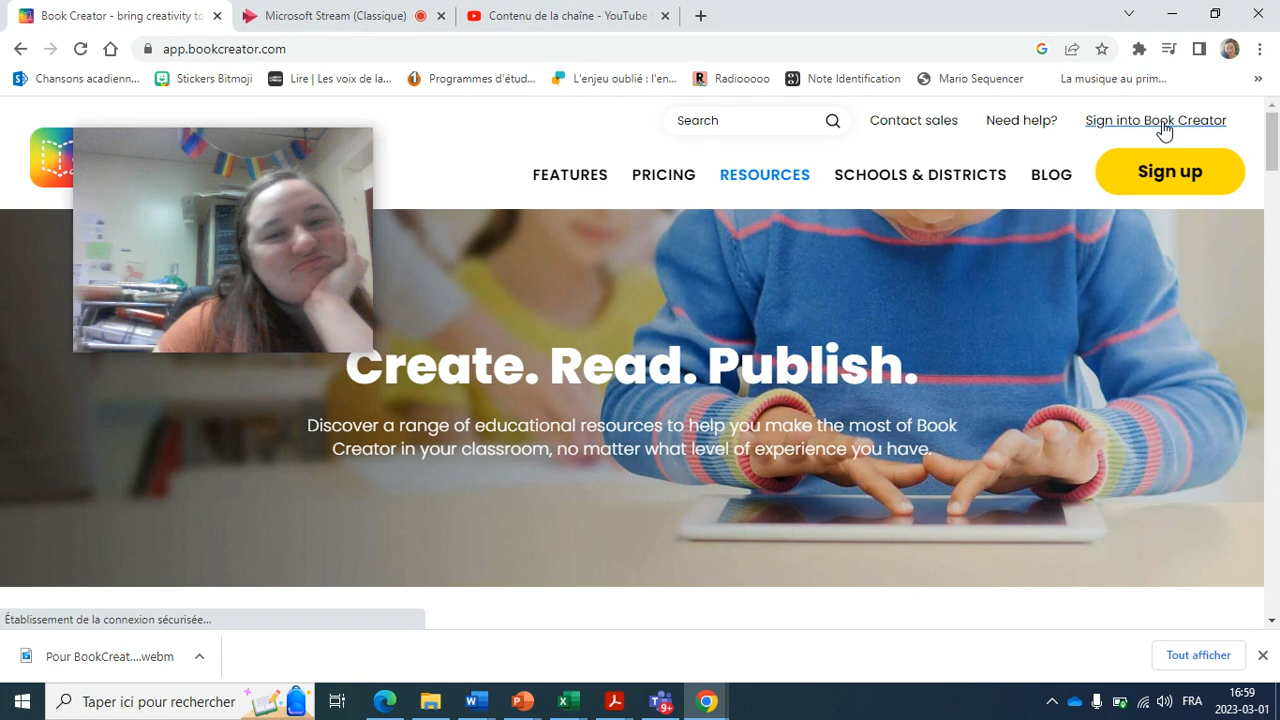 Book Creator - bring creativity to
Microsoft Stream (Classique)
Contenu de la chaîne - YouTube
app.bookcreator.com
Chansons acadienn...
Stickers Bitmoji
Lire | Les voix de la...
Programmes d'étud...
L'enjeu oublié : l'en...
Radiooooo
Note Identification
Mario Sequencer
La musique au prim...
»
Search
Contact sales
Need help?
Sign into Book Creator
FEATURES
PRICING
RESOURCES
SCHOOLS & DISTRICTS
BLOG
Sign up
Create. Read. Publish.
Discover a range of educational resources to help you make the most of Book
Creator in your classroom, no matter what level of experience you have.
Établissement de la connexion sécurisée...
Pour BookCreat....webm
Tout afficher
Taper ici pour rechercher
9+
FRA
16:59
2023-03-01